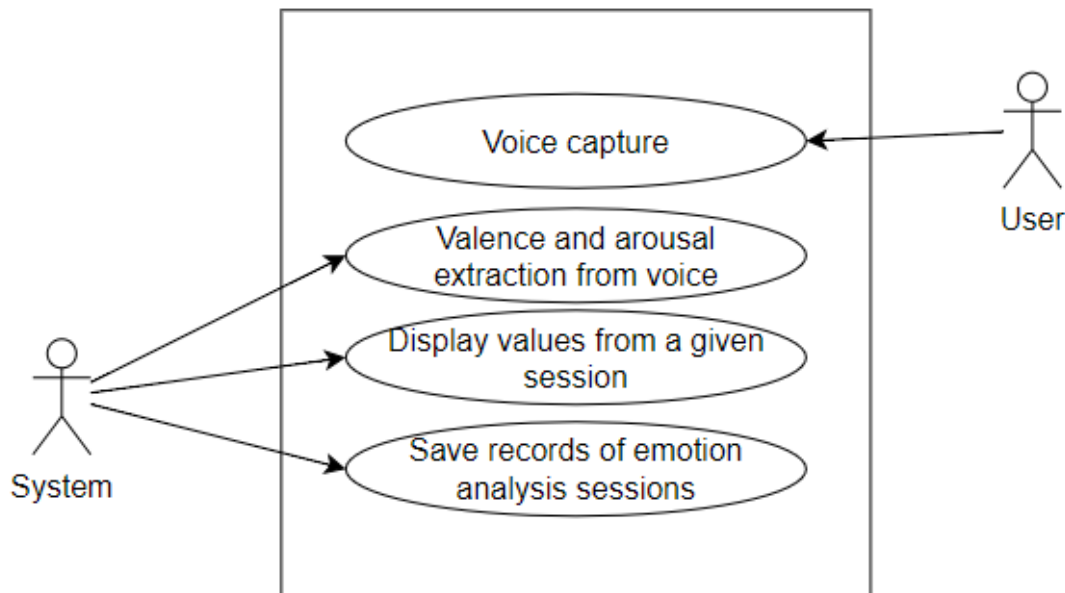 Voice capture
User
Valence and arousal
extraction from voice
Display values from a given
session
Save records of emotion
analysis sessions
System